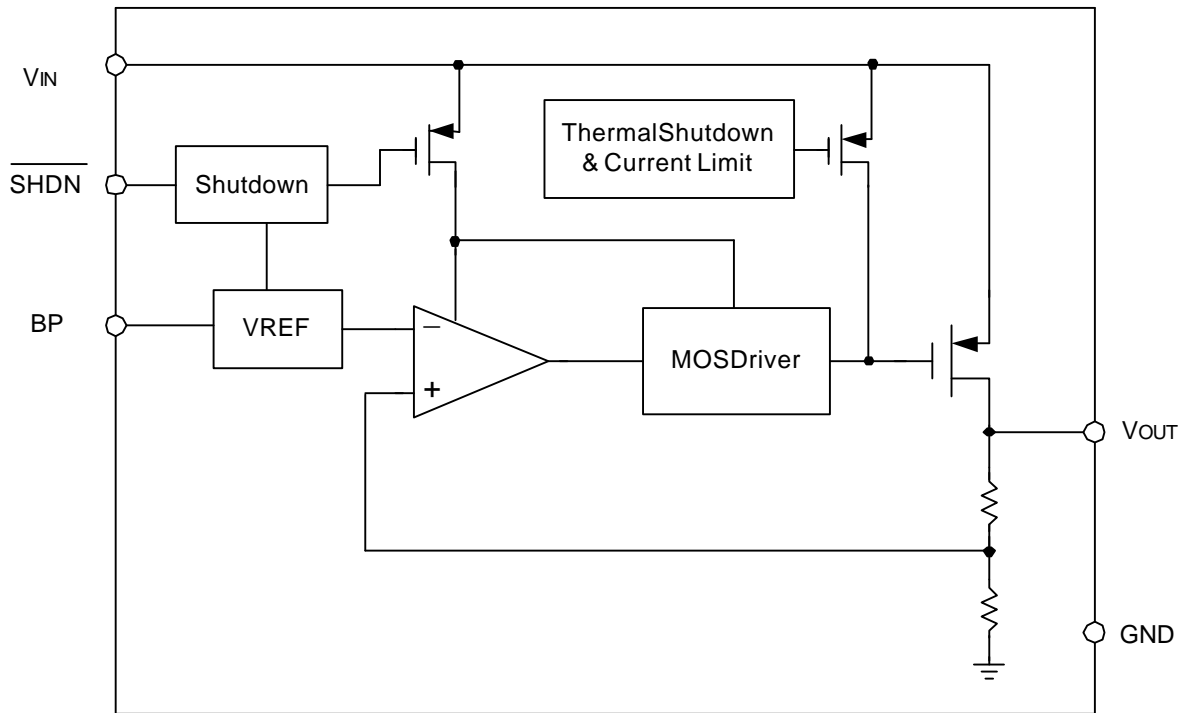 VIN
ThermalShutdown
& Current Limit
SHDN
Shutdown
BP
VREF
−
+
MOSDriver
VOUT
GND